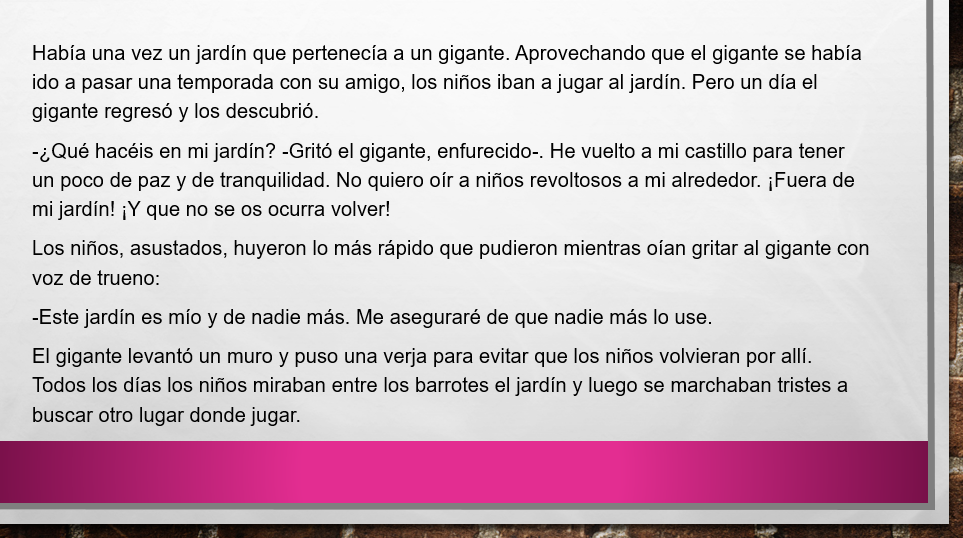 Había una vez un jardín que pertenecía a un gigante. Aprovechando que el gigante se había
ido a pasar una temporada con su amigo, los niños iban a jugar al jardín. Pero un día el
gigante regresó y los descubrió.
-¿Qué hacéis en mi jardín? -Gritó el gigante, enfurecido-. He vuelto a mi castillo para tener
un poco de paz y de tranquilidad. No quiero oír a niños revoltosos a mi alrededor. ¡Fuera de
mi jardín! ¡Y que no se os ocurra volver!
Los niños, asustados, huyeron lo más rápido que pudieron mientras oían gritar al gigante con
voz de trueno:
-Este jardín es mío y de nadie más. Me aseguraré de que nadie más lo use.
El gigante levantó un muro y puso una verja para evitar que los niños volvieran por allí.
Todos los días los niños miraban entre los barrotes el jardín y luego se marchaban tristes a
buscar otro lugar donde jugar.